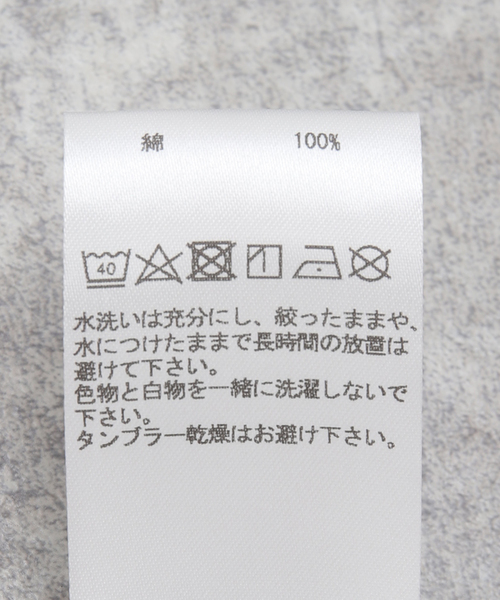 綿 100%
40
水洗いは充分にし、絞ったままや、
水につけたままで長時間の放置は
避けて下さい。
色物と白物を一緒に洗濯しないで
下さい。
タンブラー乾燥はお避け下さい。